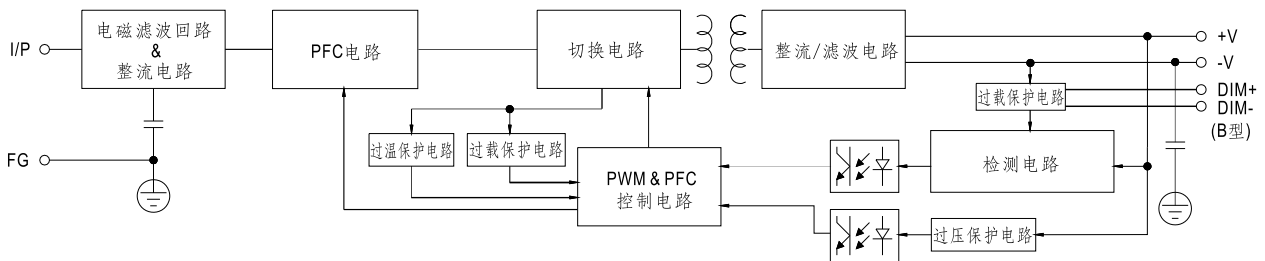 I/P
电磁滤波回路
&
整流电路
PFC电路
切换电路
整流/滤波电路
+V
-V
DIM+
DIM-
(B型)
过载保护电路
FG
过温保护电路
过载保护电路
PWM & PFC
控制电路
检测电路
过压保护电路